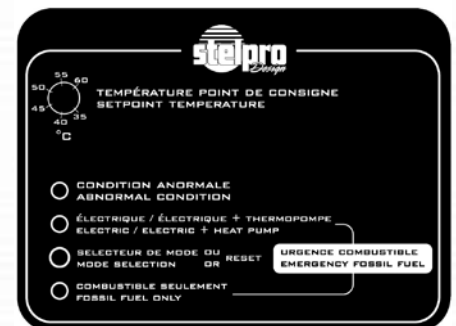 stelpro
Design
55
50 60
45 35
40
°C
TEMPÉRATURE POINT DE CONSIGNE
SETPOINT TEMPERATURE
CONDITION ANORMALE
ABNORMAL CONDITION
ÉLECTRIQUE / ÉLECTRIQUE + THERMOPOMPE
ELECTRIC / ELECTRIC + HEAT PUMP
SELECTEUR DE MODE OU RESET
MODE SELECTION OR
URGENCE COMBUSTIBLE
EMERGENCY FOSSIL FUEL
COMBUSTIBLE SEULEMENT
FOSSIL FUEL ONLY